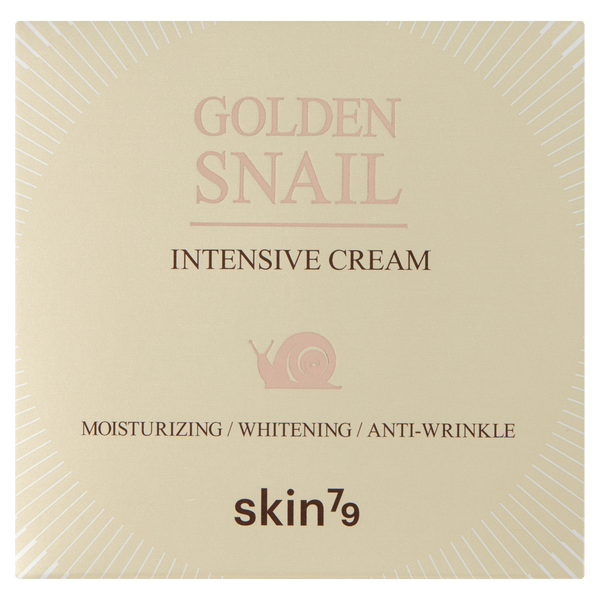 GOLDEN
SNAIL
INTENSIVE CREAM
MOISTURIZING / WHITENING / ANTI-WRINKLE
skin79